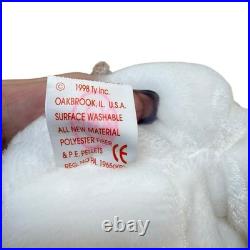 © 1998 Ty Inc.
OAKBROOK, IL. U.S.A.
SURFACE WASHABLE
ALL NEW MATERIAL
POLYESTER FIBER
& P.E. PELLETS
CE